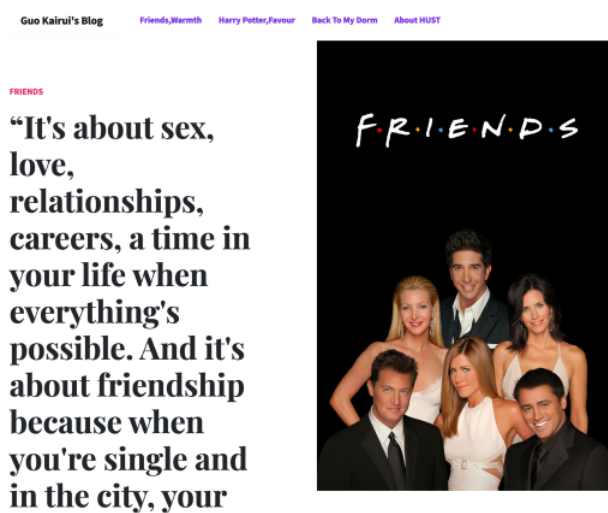 Guo Kairui's Blog
Friends,Warmth
Harry Potter,Favour
Back To My Dorm
About HUST
FRIENDS
“It's about sex,
love,
relationships,
careers, a time in
your life when
everything's
possible. And it's
about friendship
because when
you're single and
in the city, your
F·R·I·E·N·D·S